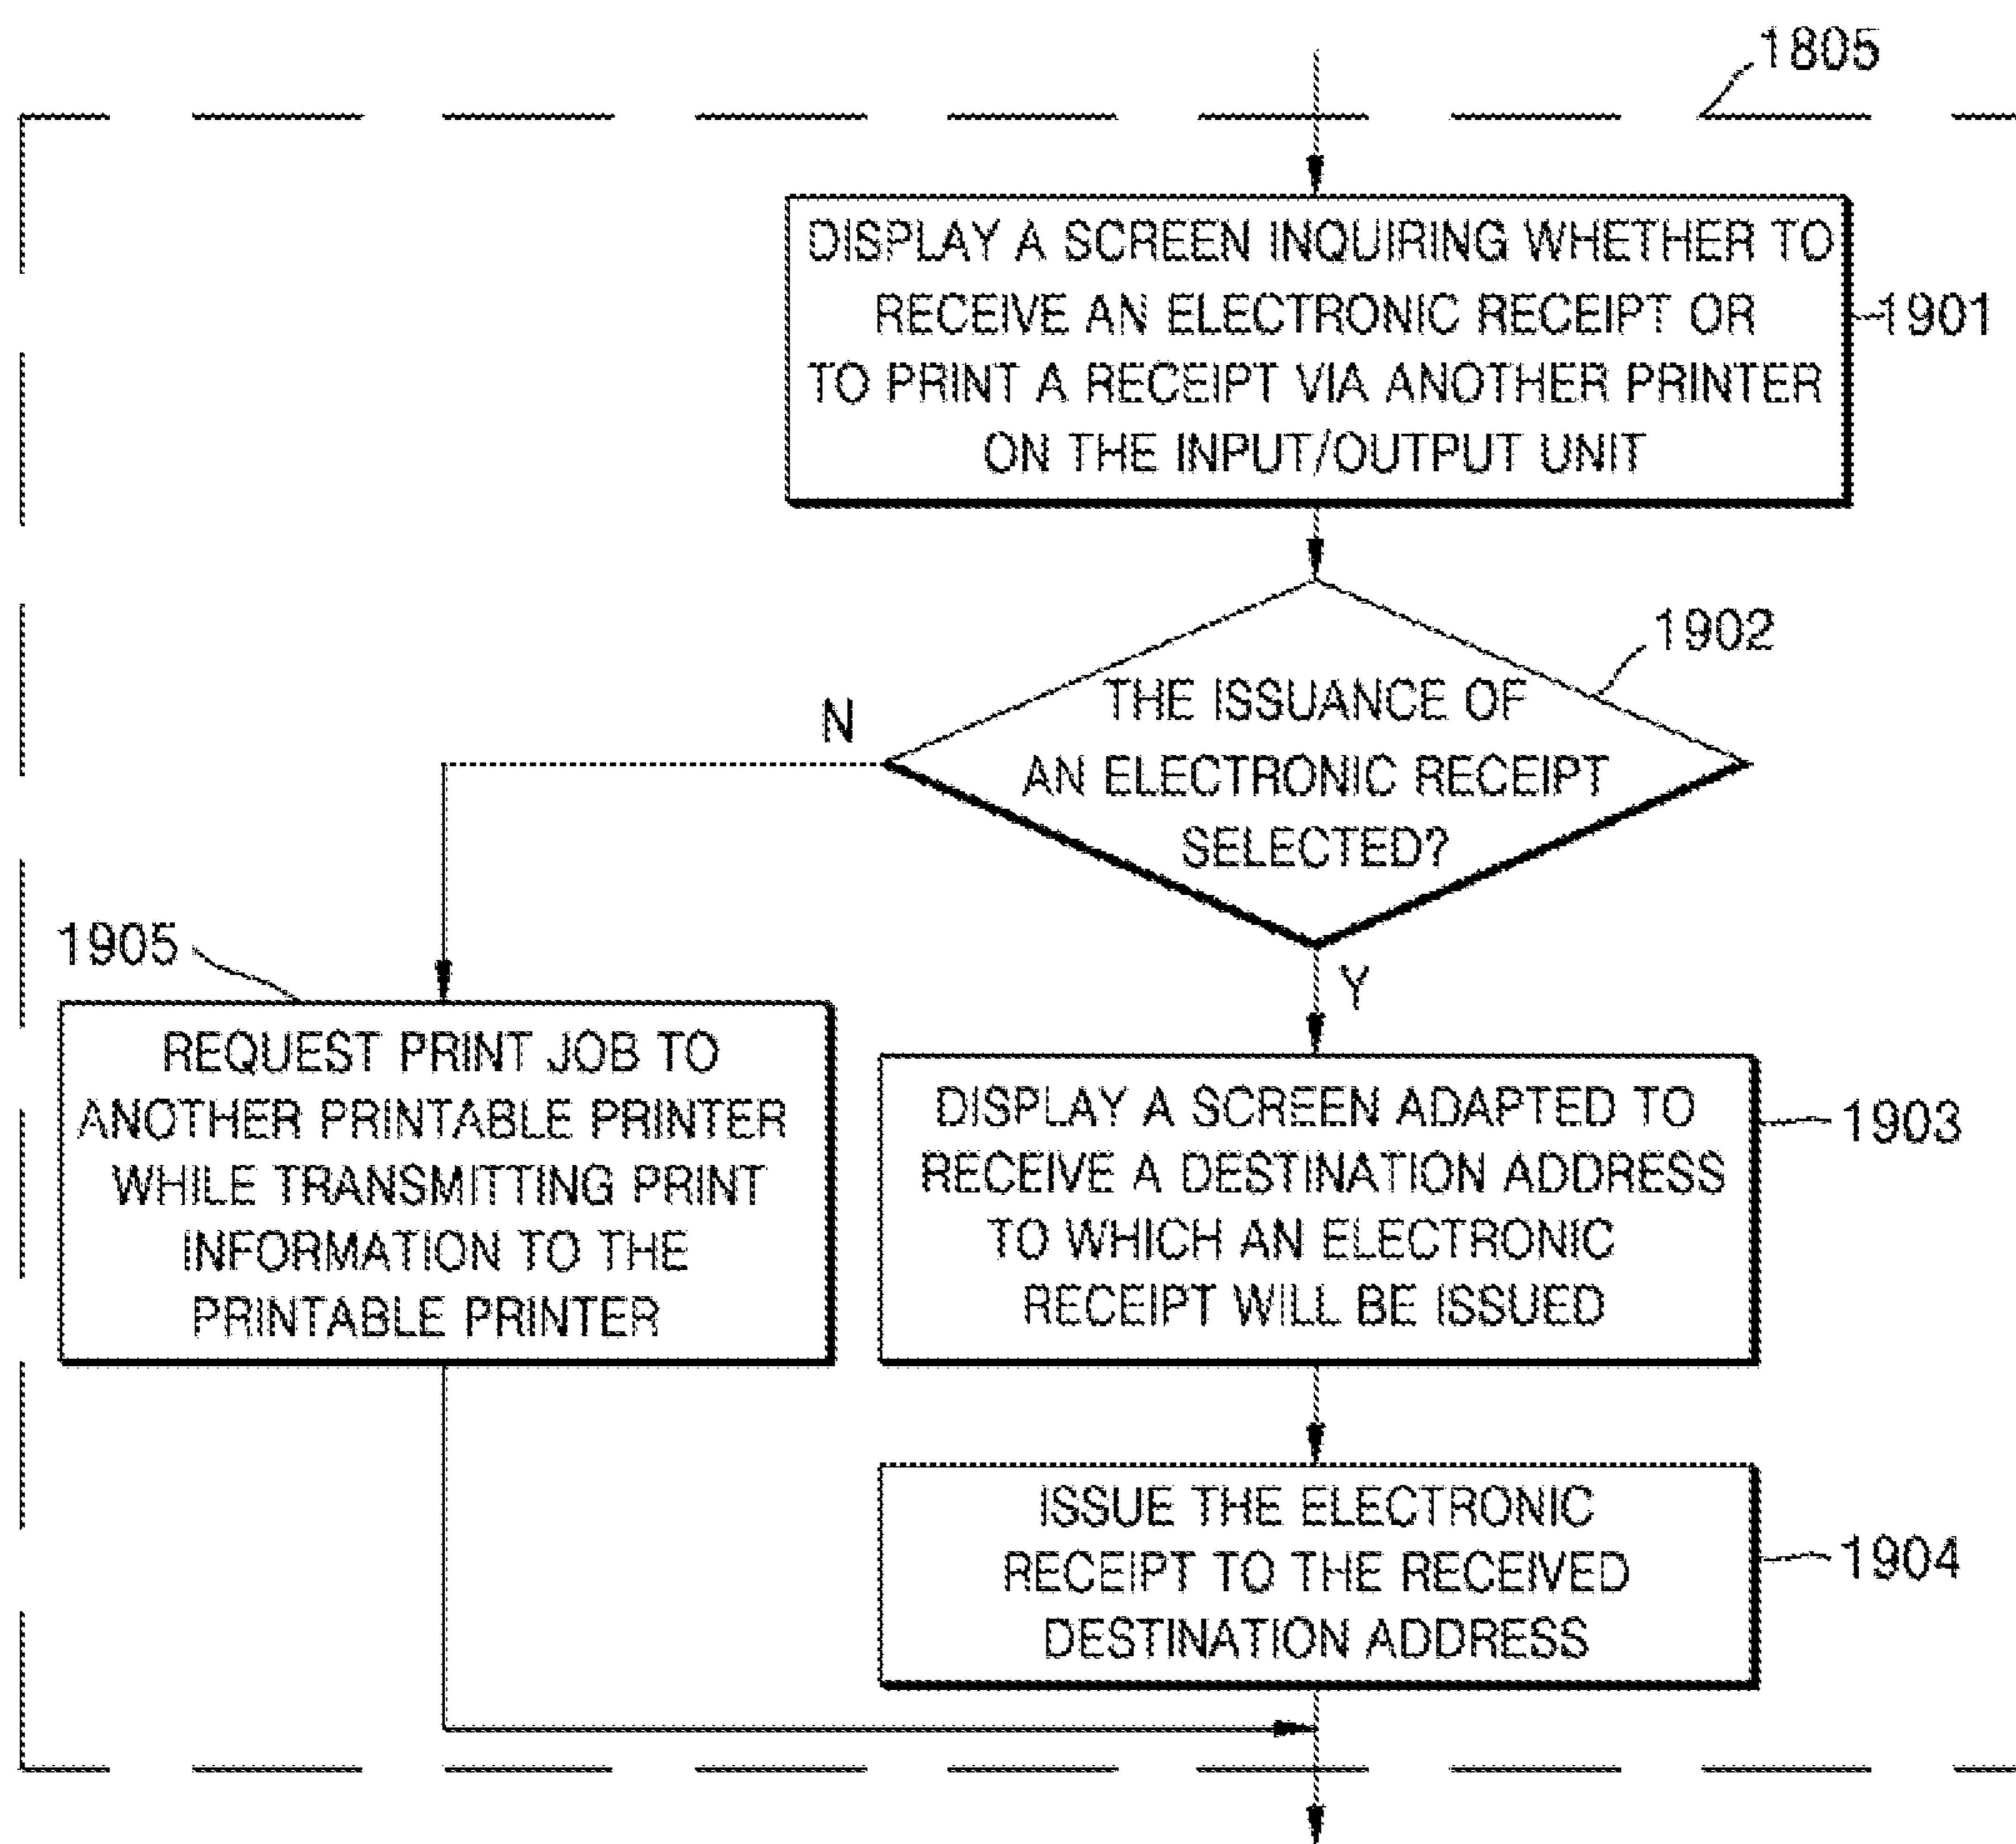 1805
DISPLAY A SCREEN INQUIRING WHETHER TO
RECEIVE AN ELECTRONIC RECEIPT OR
TO PRINT A RECEIPT VIA ANOTHER PRINTER
ON THE INPUT/OUTPUT UNIT
1901
1902
THE ISSUANCE OF
AN ELECTRONIC RECEIPT
SELECTED?
N
Y
1905
REQUEST PRINT JOB TO
ANOTHER PRINTABLE PRINTER
WHILE TRANSMITTING PRINT
INFORMATION TO THE
PRINTABLE PRINTER
DISPLAY A SCREEN ADAPTED TO
RECEIVE A DESTINATION ADDRESS
TO WHICH AN ELECTRONIC
RECEIPT WILL BE ISSUED
1903
ISSUE THE ELECTRONIC
RECEIPT TO THE RECEIVED
DESTINATION ADDRESS
1904